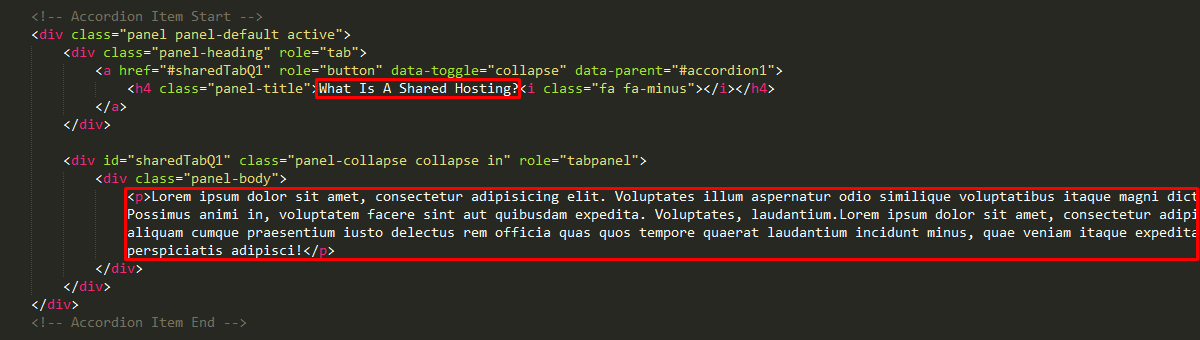 <!-- Accordion Item Start -->
<div class="panel panel-default active">
<div class="panel-heading" role="tab">
<a href="#sharedTabQ1" role="button" data-toggle="collapse" data-parent="#accordion1">
<h4 class="panel-title">What Is A Shared Hosting?<i class="fa fa-minus"></i></h4>
</a>
</div>
<div id="sharedTabQ1" class="panel-collapse collapse in" role="tabpanel">
<div class="panel-body">
<p>Lorem ipsum dolor sit amet, consectetur adipisicing elit. Voluptates illum aspernatur odio similique voluptatibus itaque magni dict
Possimus animi in, voluptatem facere sint aut quibusdam expedita. Voluptates, laudantium.Lorem ipsum dolor sit amet, consectetur adipi
aliquam cumque praesentium iusto delectus rem officia quas quos tempore quaerat laudantium incidunt minus, quae veniam itaque expedita
perspiciatis adipisci!</p>
</div>
</div>
</div>
<!-- Accordion Item End -->